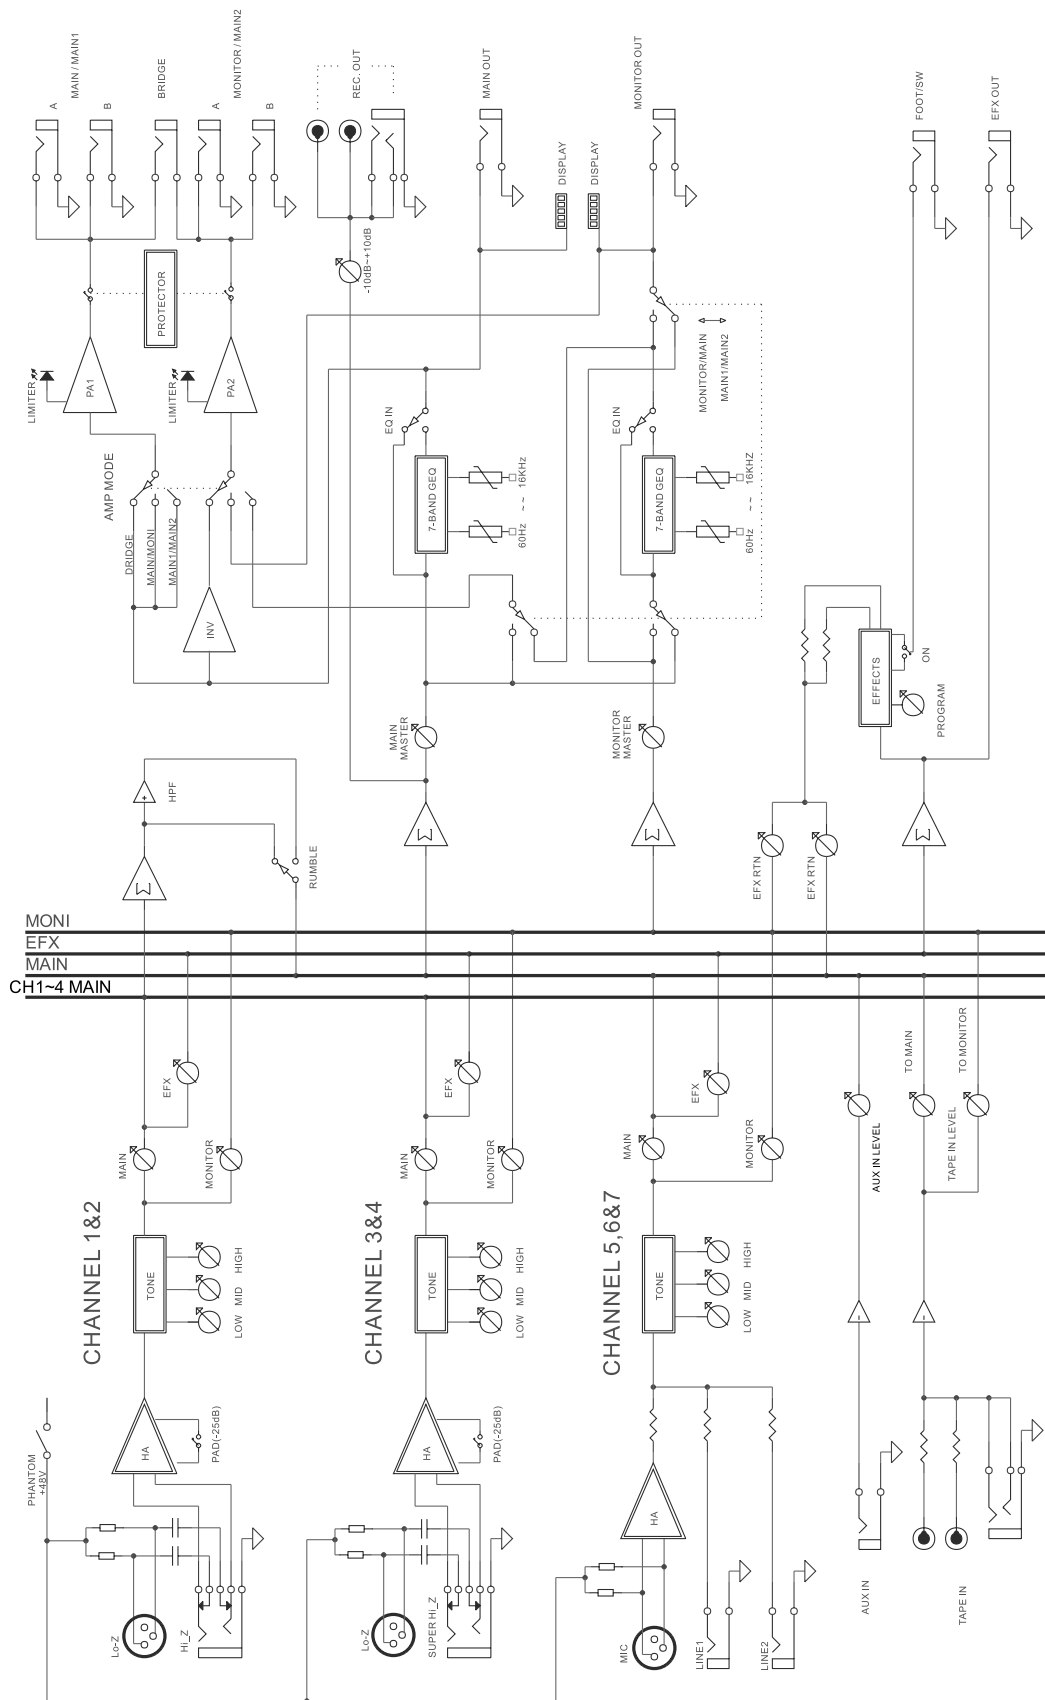 MAIN / MAIN1
A
B
BRIDGE
MONITOR / MAIN2
A
B
REC. OUT
MAIN OUT
DISPLAY
DISPLAY
MONITOR OUT
FOOT/SW
EFX OUT
-10dB~+10dB
PROTECTOR
LIMITER
PA1
LIMITER
PA2
AMP MODE
DRIDGE
MAIN/MONI
MAIN1/MAIN2
INV
EQ IN
7-BAND GEQ
60Hz ~ ~ 16KHz
EQ IN
7-BAND GEQ
60Hz ~ ~ 16KHZ
MONITOR/MAIN
MAIN1/MAIN2
EFFECTS
ON
PROGRAM
MAIN
MASTER
MONITOR
MASTER
HPF
Σ
RUMBLE
Σ
Σ
EFX RTN
EFX RTN
Σ
MONI
EFX
MAIN
CH1~4 MAIN
EFX
MAIN
MONITOR
CHANNEL 1&2
TONE
LOW MID HIGH
EFX
MAIN
MONITOR
CHANNEL 3&4
TONE
LOW MID HIGH
EFX
MAIN
MONITOR
CHANNEL 5,6&7
TONE
LOW MID HIGH
AUX IN LEVEL
TO MAIN
TO MONITOR
TAPE IN LEVEL
PHANTOM
+48V
HA
PAD(-25dB)
HA
PAD(-25dB)
HA
Lo-Z
Hi_Z
Lo-Z
SUPER Hi_Z
MIC
LINE1
LINE2
AUX IN
TAPE IN